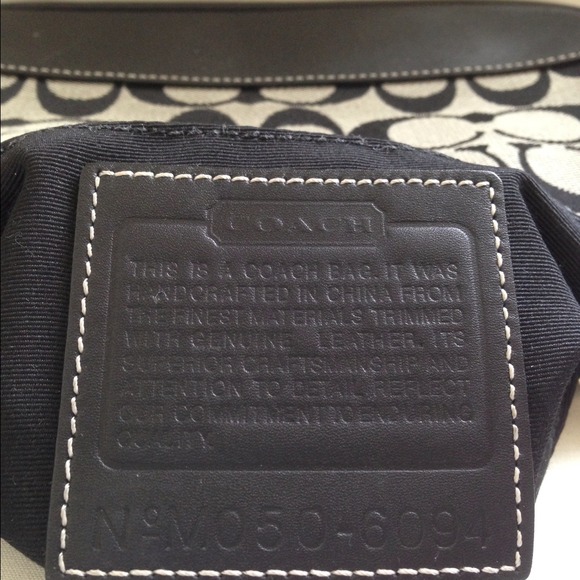 COACH
THIS IS A COACH BAG. IT WAS
HANDCRAFTED IN CHINA FROM
THE FINEST MATERIALS TRIMMED
WITH GENUINE LEATHER. ITS
SUPERIOR CRAFTSMANSHIP AND
ATTENTION TO DETAIL REFLECT
OUR COMMITMENT TO ENDURING
QUALITY.
Nº M050-6094